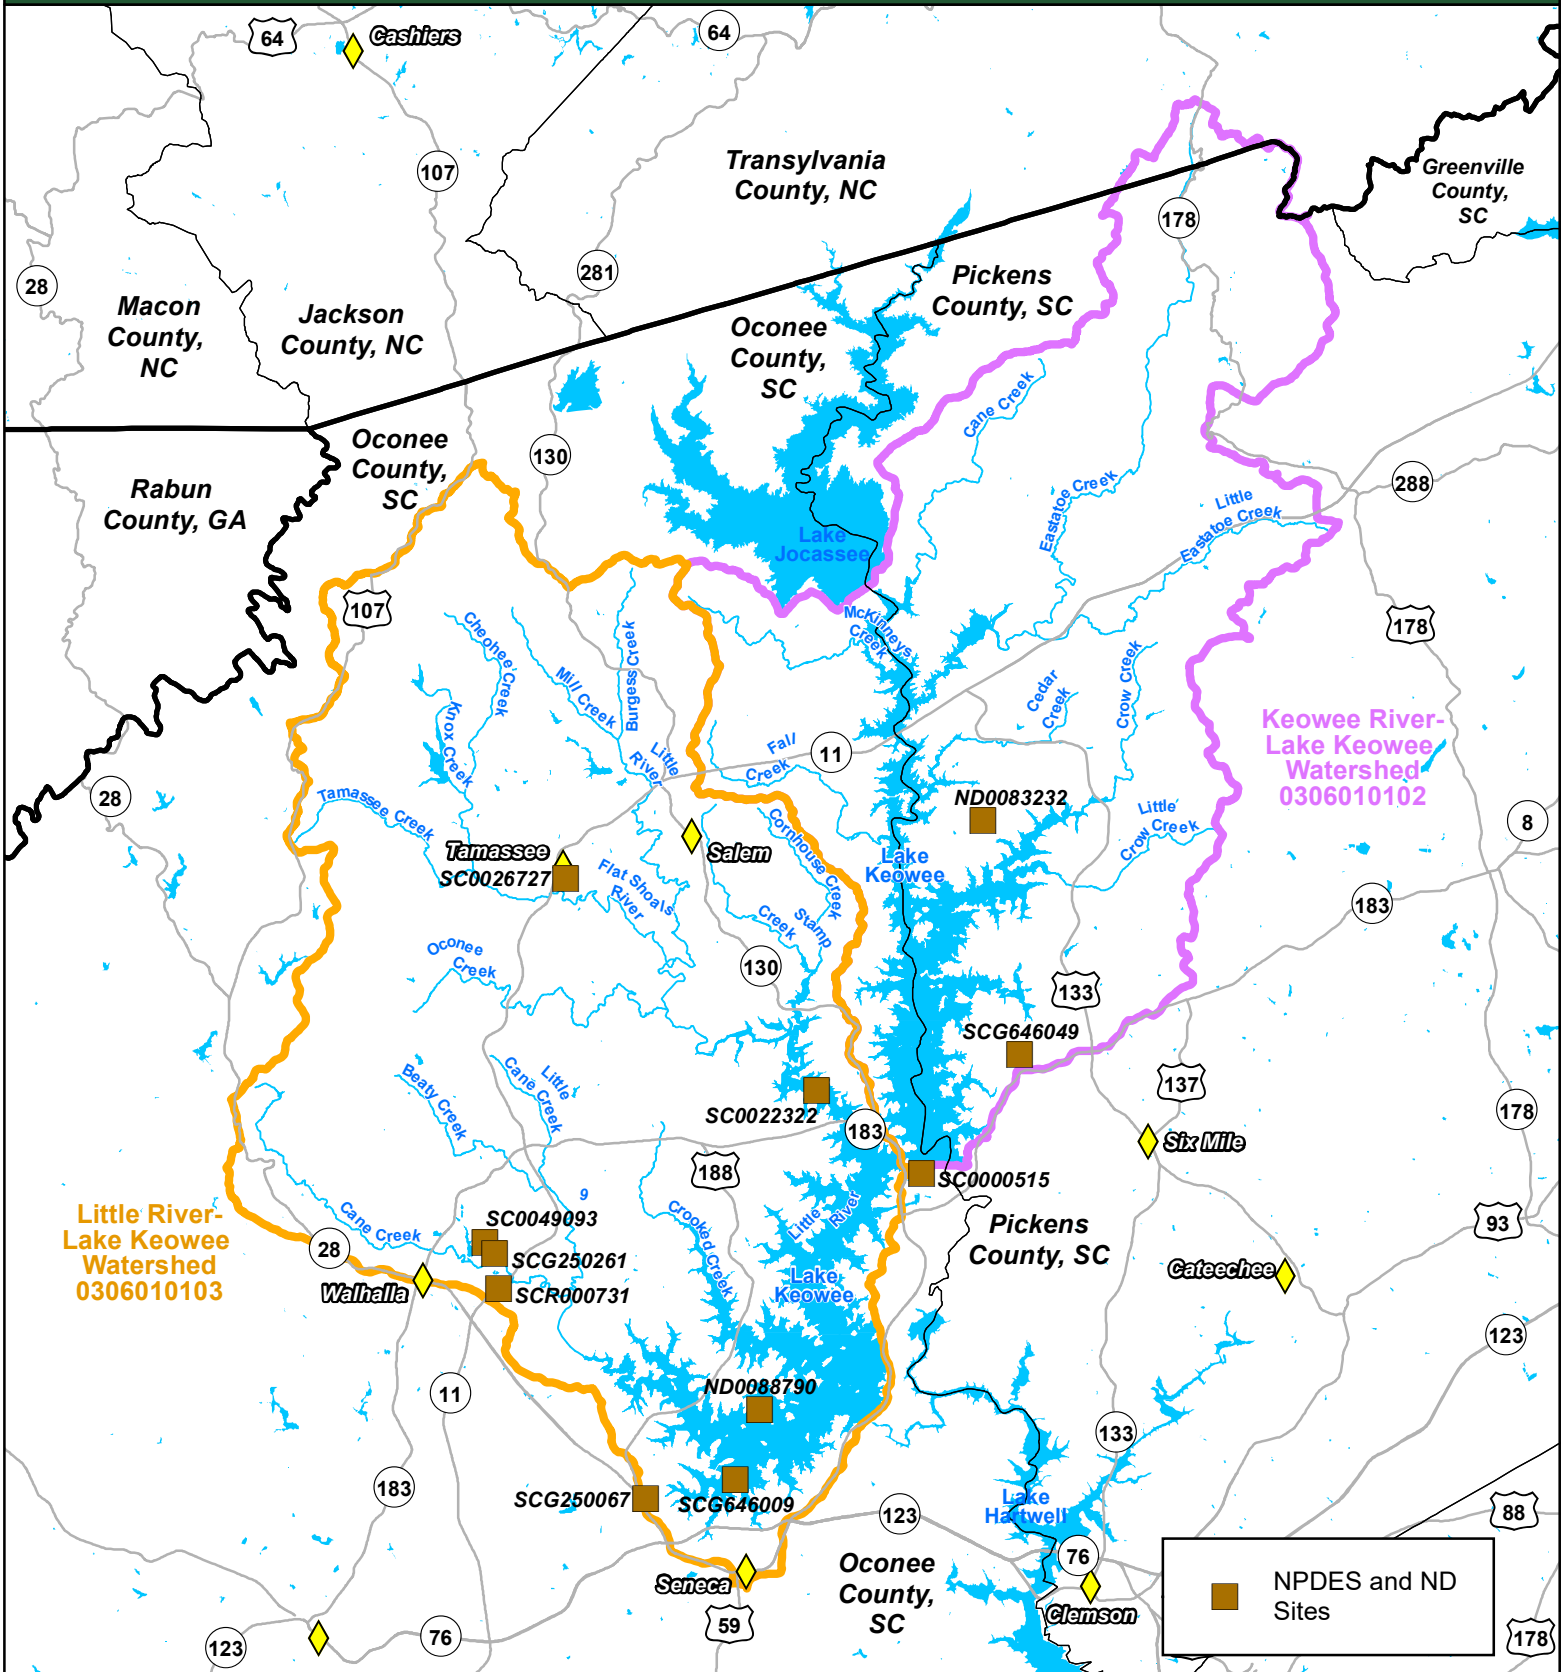 64
Cashiers
64
107
Transylvania
County, NC
Greenville
County,
SC
178
28
281
Macon
County,
NC
Jackson
County, NC
Pickens
County, SC
Oconee
County,
SC
Cane Creek
Oconee
County,
SC
130
288
Rabun
County, GA
Eastatoe Creek
Little
Eastatoe Creek
Lake
Jocassee
107
McKinneys
Creek
178
Cheohee Creek
Mill Creek
Burgess Creek
Knox Creek
Cedar
Creek
Crow Creek
Keowee River-
Lake Keowee
Watershed
0306010102
Little
River
Fall
Creek
11
28
Tamassee Creek
ND0083232
Little
Crow Creek
8
Tamassee
SC0026727
Salem
Cornhouse Creek
Lake
Keowee
Flat Shoals
River
183
Stamp
Creek
Oconee
Creek
130
133
SCG646049
Beaty Creek
Little
Cane Creek
SC0022322
137
178
183
Six Mile
188
SC0000515
9
Little River-
Lake Keowee
Watershed
0306010103
Cane Creek
SC0049093
Crooked Creek
Little
River
Pickens
County, SC
93
28
SCG250261
Walhalla
SCR000731
Lake
Keowee
Cateechee
123
11
ND0088790
133
183
SCG250067
SCG646009
Lake
Hartwell
123
88
76
Oconee
County,
SC
Seneca
Clemson
NPDES and ND
Sites
59
123
76
178